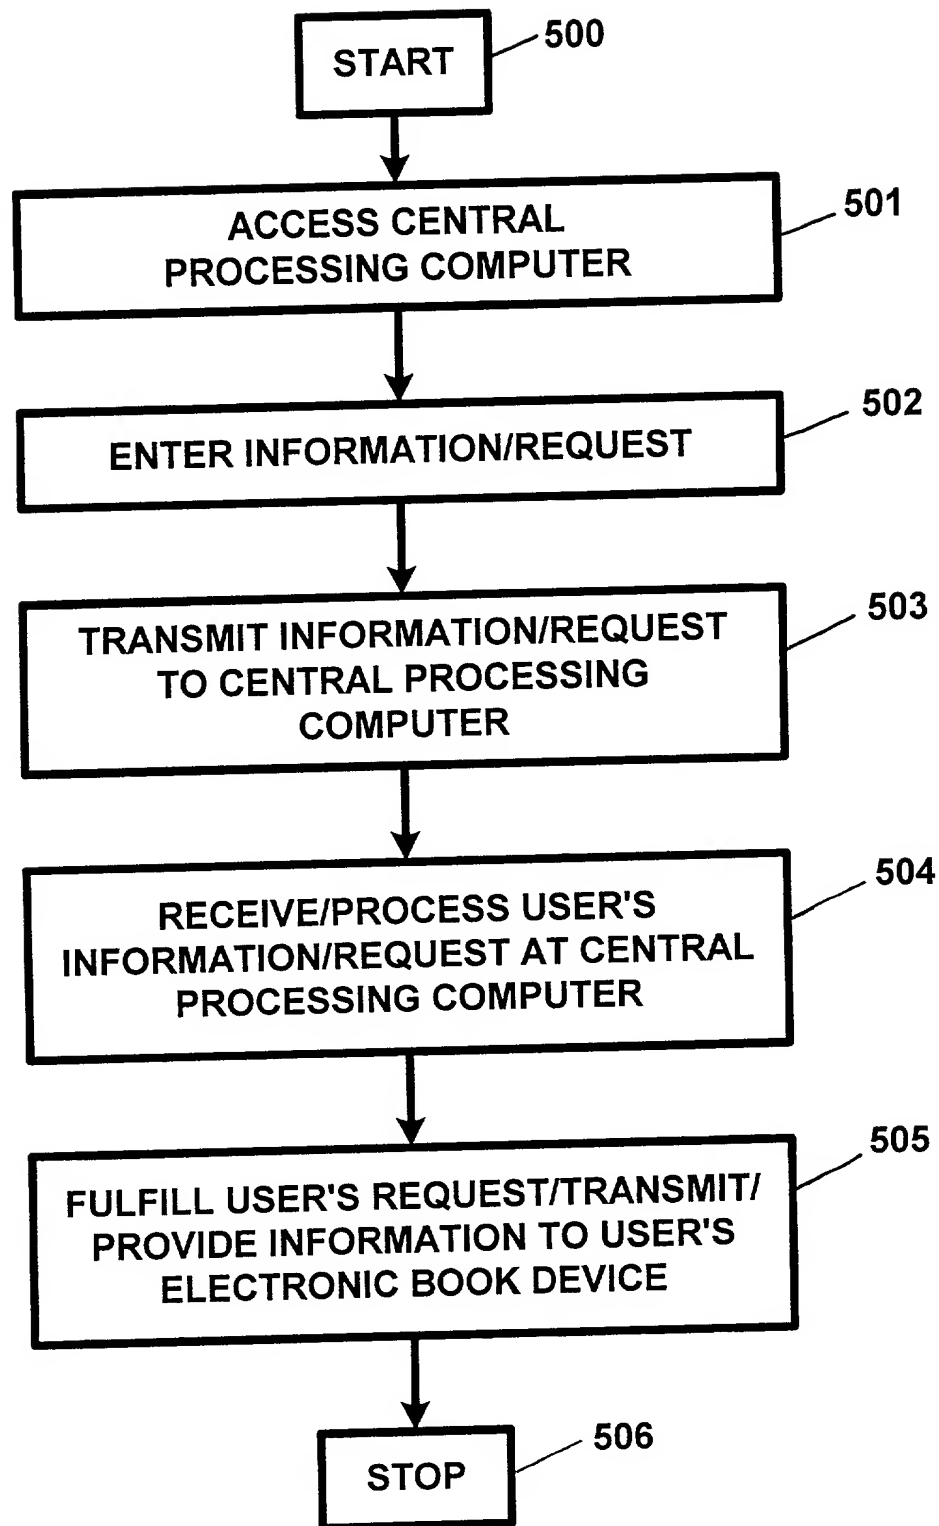 START
500
ACCESS CENTRAL
PROCESSING COMPUTER
501
ENTER INFORMATION/REQUEST
502
TRANSMIT INFORMATION/REQUEST
TO CENTRAL PROCESSING
COMPUTER
503
RECEIVE/PROCESS USER'S
INFORMATION/REQUEST AT CENTRAL
PROCESSING COMPUTER
504
FULFILL USER'S REQUEST/TRANSMIT/
PROVIDE INFORMATION TO USER'S
ELECTRONIC BOOK DEVICE
505
STOP
506